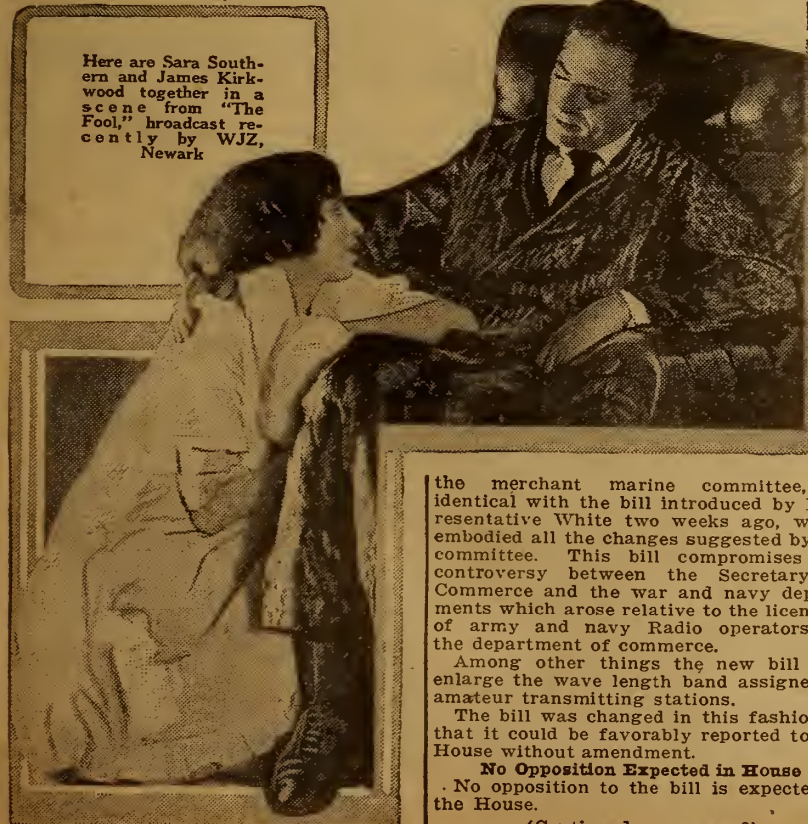 Here are Sara South-
ern and James Kirk-
wood together in a
scene from "The
Fool," broadcast re-
cently by WJZ,
Newark
the merchant marine committee,
identical with the bill introduced by
resentative White two weeks ago,
embodied all the changes suggested by
committee. This bill compromises
controversy between the Secretary
Commerce and the war and navy dep
ments which arose relative to the licen
of army and navy Radio operators
the department of commerce.
Among other things the new bill
enlarge the wave length band assigne
amateur transmitting stations.
The bill was changed in this fashio
that it could be favorably reported to
House without amendment.
No Opposition Expected in House
No opposition to the bill is expecte
the House.